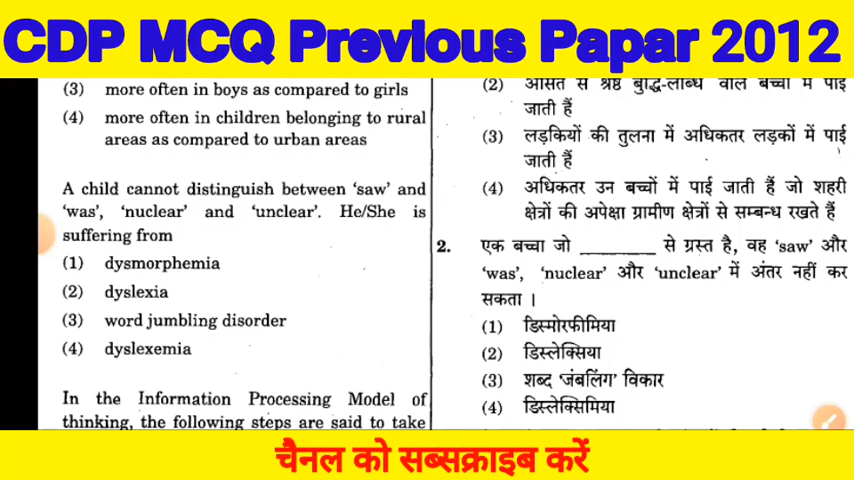 CDP MCQ Previous Papar 2012
(3) more often in boys as compared to girls
(4) more often in children belonging to rural
areas as compared to urban areas
A child cannot distinguish between ‘saw’ and
‘was’, ‘nuclear’ and ‘unclear’. He/She is
suffering from
(1) dysmorphemia
(2) dyslexia
(3) word jumbling disorder
(4) dyslexemia
In the Information Processing Model of
thinking, the following steps are said to take
(2) औसत से श्रेष्ठ बुद्धि-लब्धि वाले बच्चों में पाई
जाती हैं
(3) लड़कियों की तुलना में अधिकतर लड़कों में पाई
जाती हैं
(4) अधिकतर उन बच्चों में पाई जाती हैं जो शहरी
क्षेत्रों की अपेक्षा ग्रामीण क्षेत्रों से सम्बन्ध रखते हैं
2. एक बच्चा जो ________ से ग्रस्त है, वह ‘saw’ और
‘was’, ‘nuclear’ और ‘unclear’ में अंतर नहीं कर
सकता ।
(1) डिस्मोरफीमिया
(2) डिस्लेक्सिया
(3) शब्द ‘जंबलिंग’ विकार
(4) डिस्लेक्सिमिया
चैनल को सब्सक्राइब करें